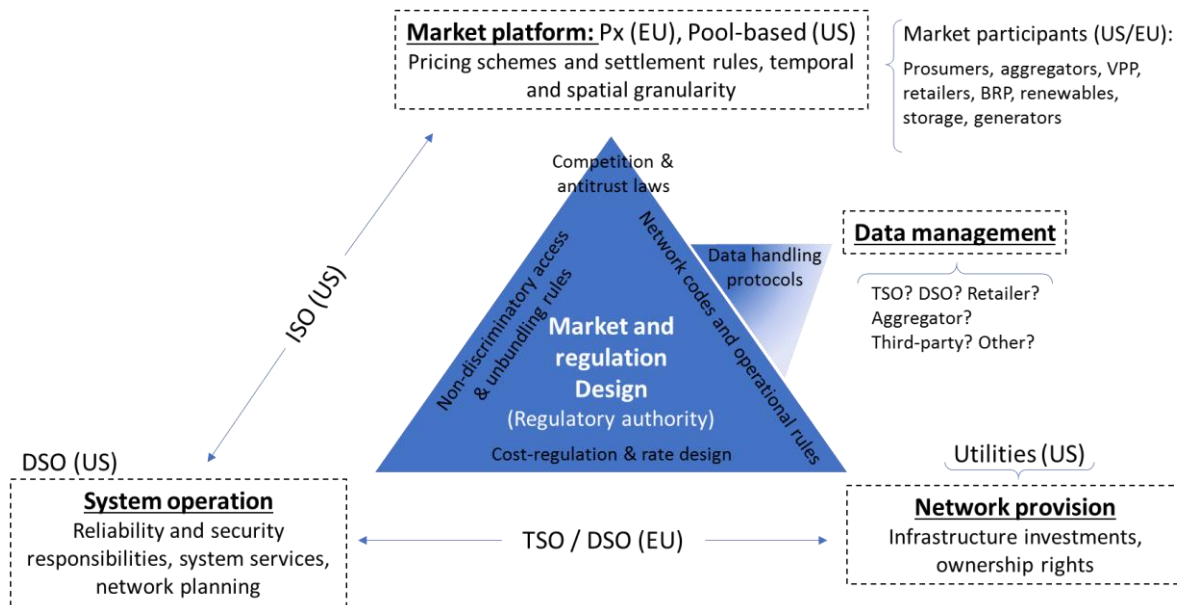 Market platform: Px (EU), Pool-based (US)
Pricing schemes and settlement rules, temporal
and spatial granularity
Market participants (US/EU):
Prosumers, aggregators, VPP,
retailers, BRP, renewables,
storage, generators
Competition &
antitrust laws
Non-discriminatory access
& unbundling rules
Network codes and operational rules
Data handling
protocols
Data management
TSO? DSO? Retailer?
Aggregator?
Third-party? Other?
ISO (US)
Market and
regulation
Design
(Regulatory authority)
Cost-regulation & rate design
DSO (US)
System operation
Reliability and security
responsibilities, system services,
network planning
TSO / DSO (EU)
Utilities (US)
Network provision
Infrastructure investments,
ownership rights